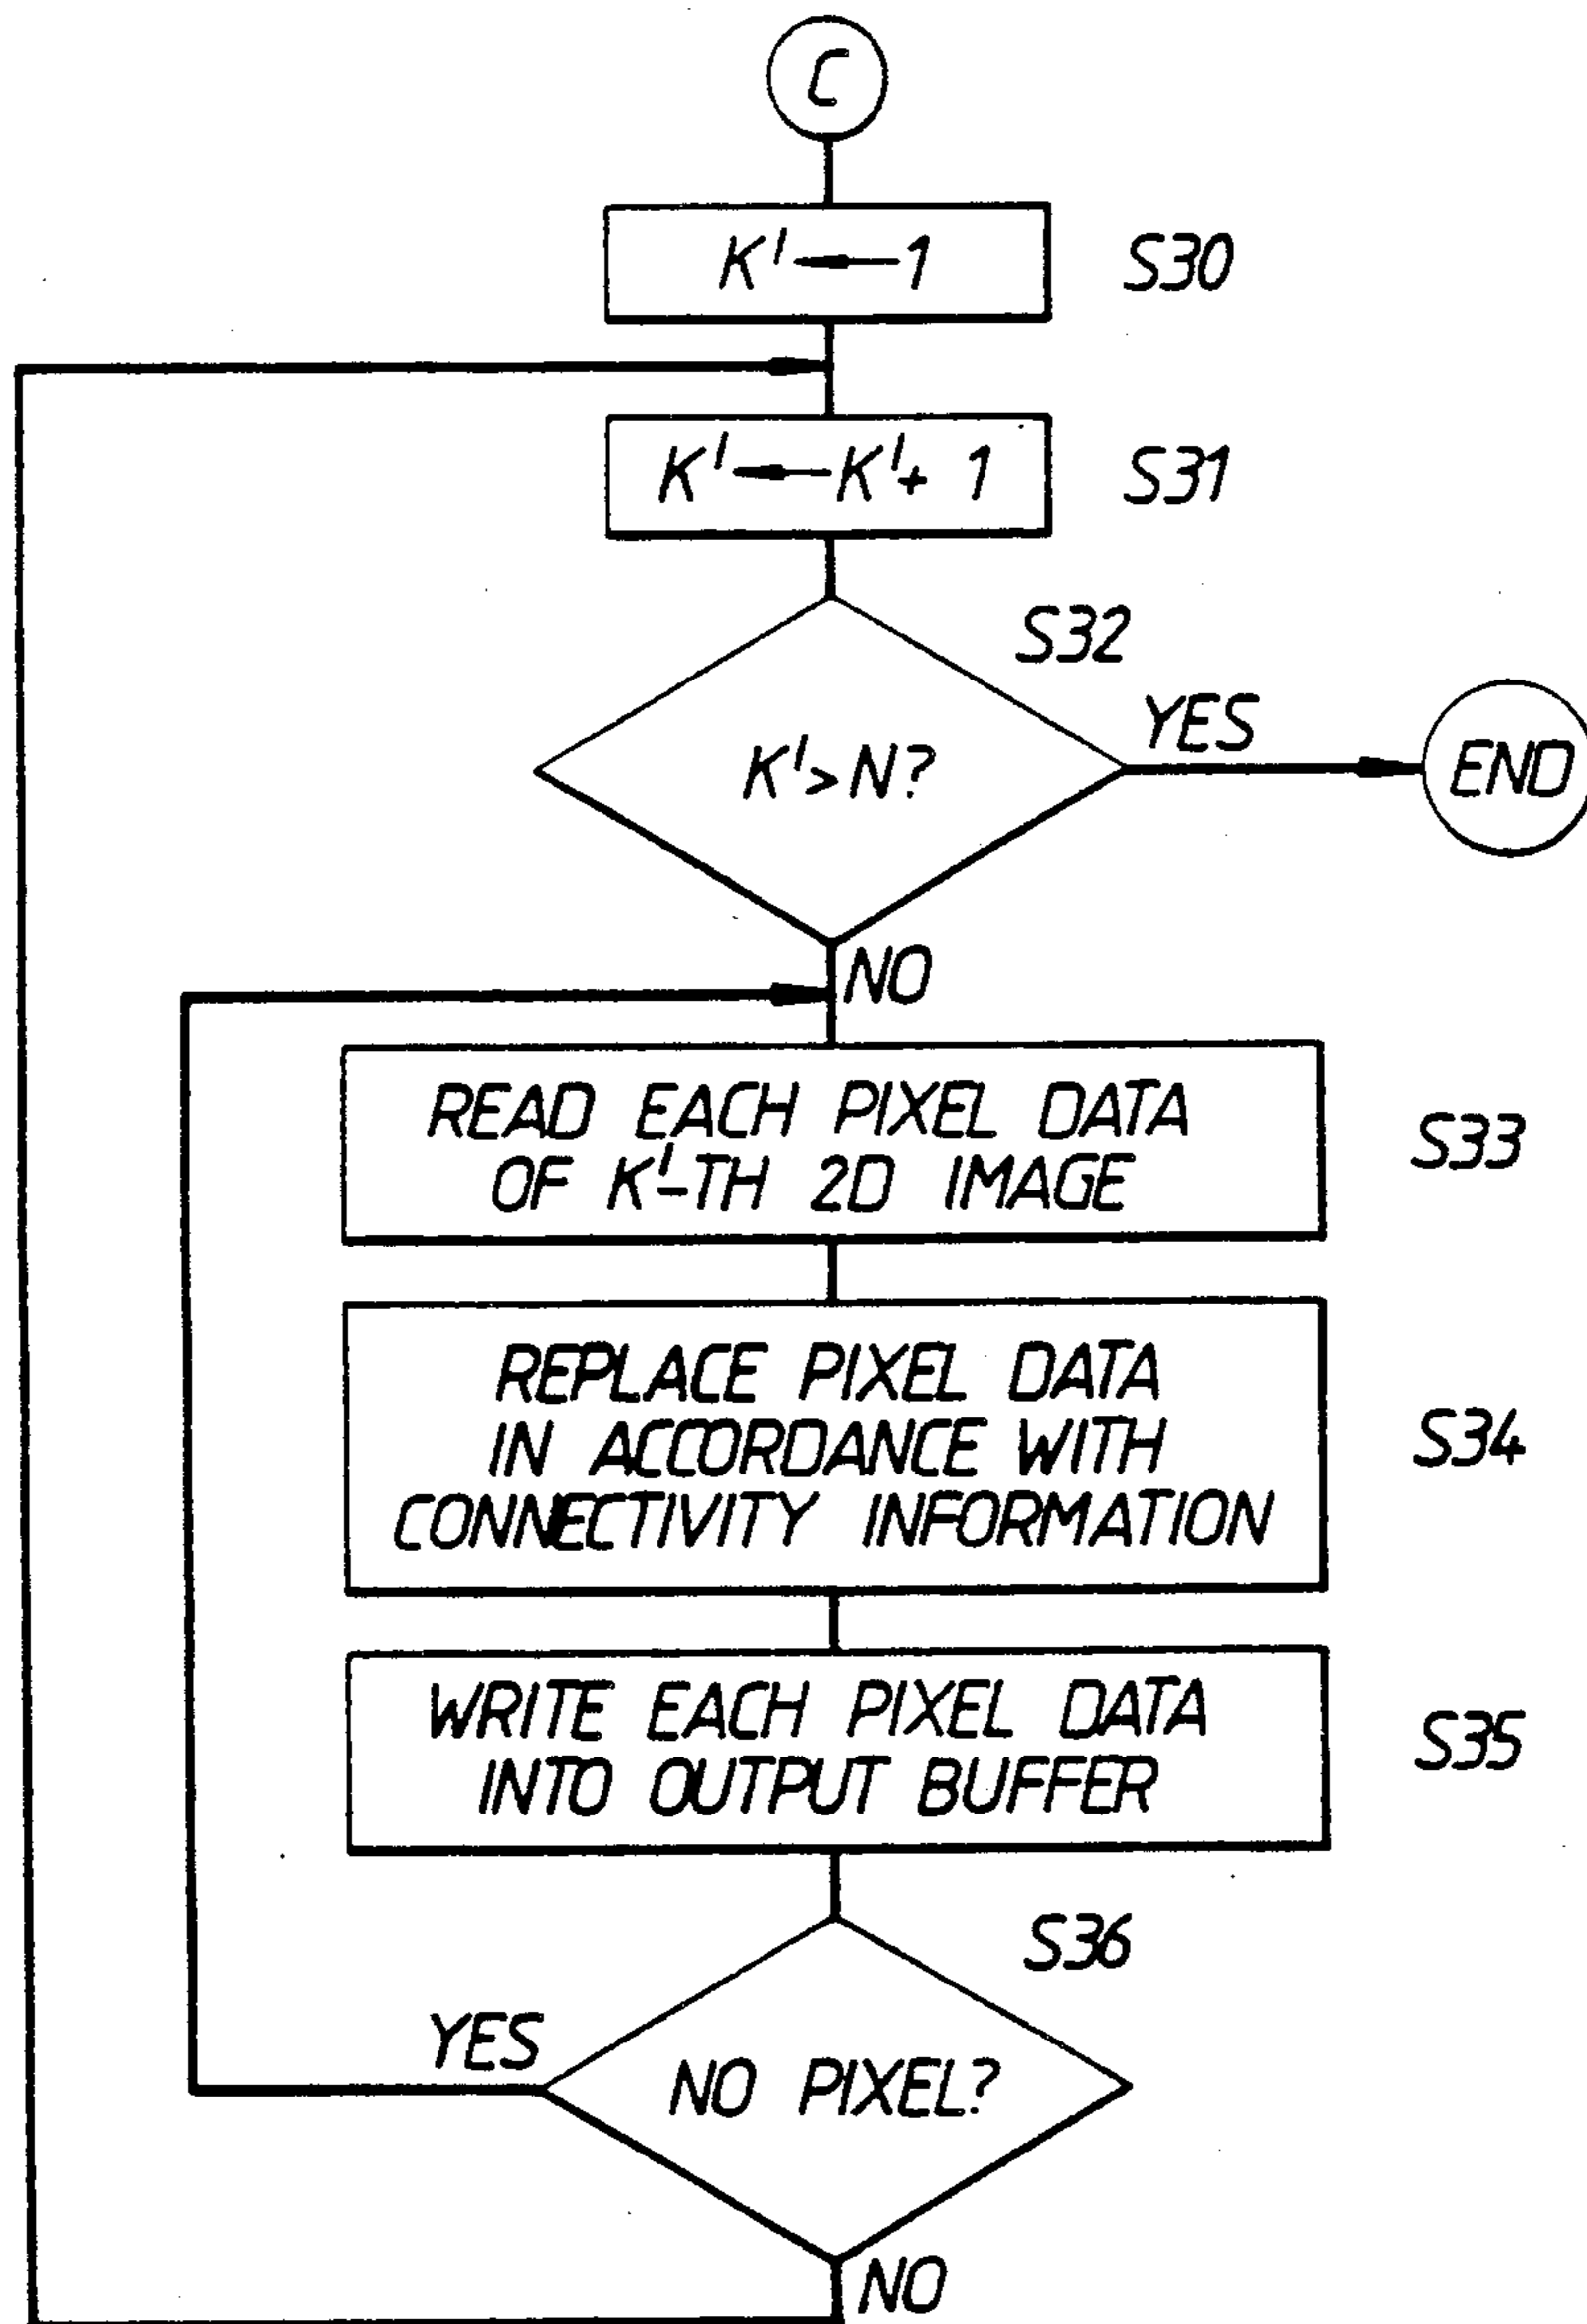 C
K'←1
S30
K'←K'+ 1
S31
S32
K'>N?
YES
END
NO
READ EACH PIXEL DATA
OF K'-TH 2D IMAGE
S33
REPLACE PIXEL DATA
IN ACCORDANCE WITH
CONNECTIVITY INFORMATION
S34
WRITE EACH PIXEL DATA
INTO OUTPUT BUFFER
S35
S36
YES
NO PIXEL?
NO